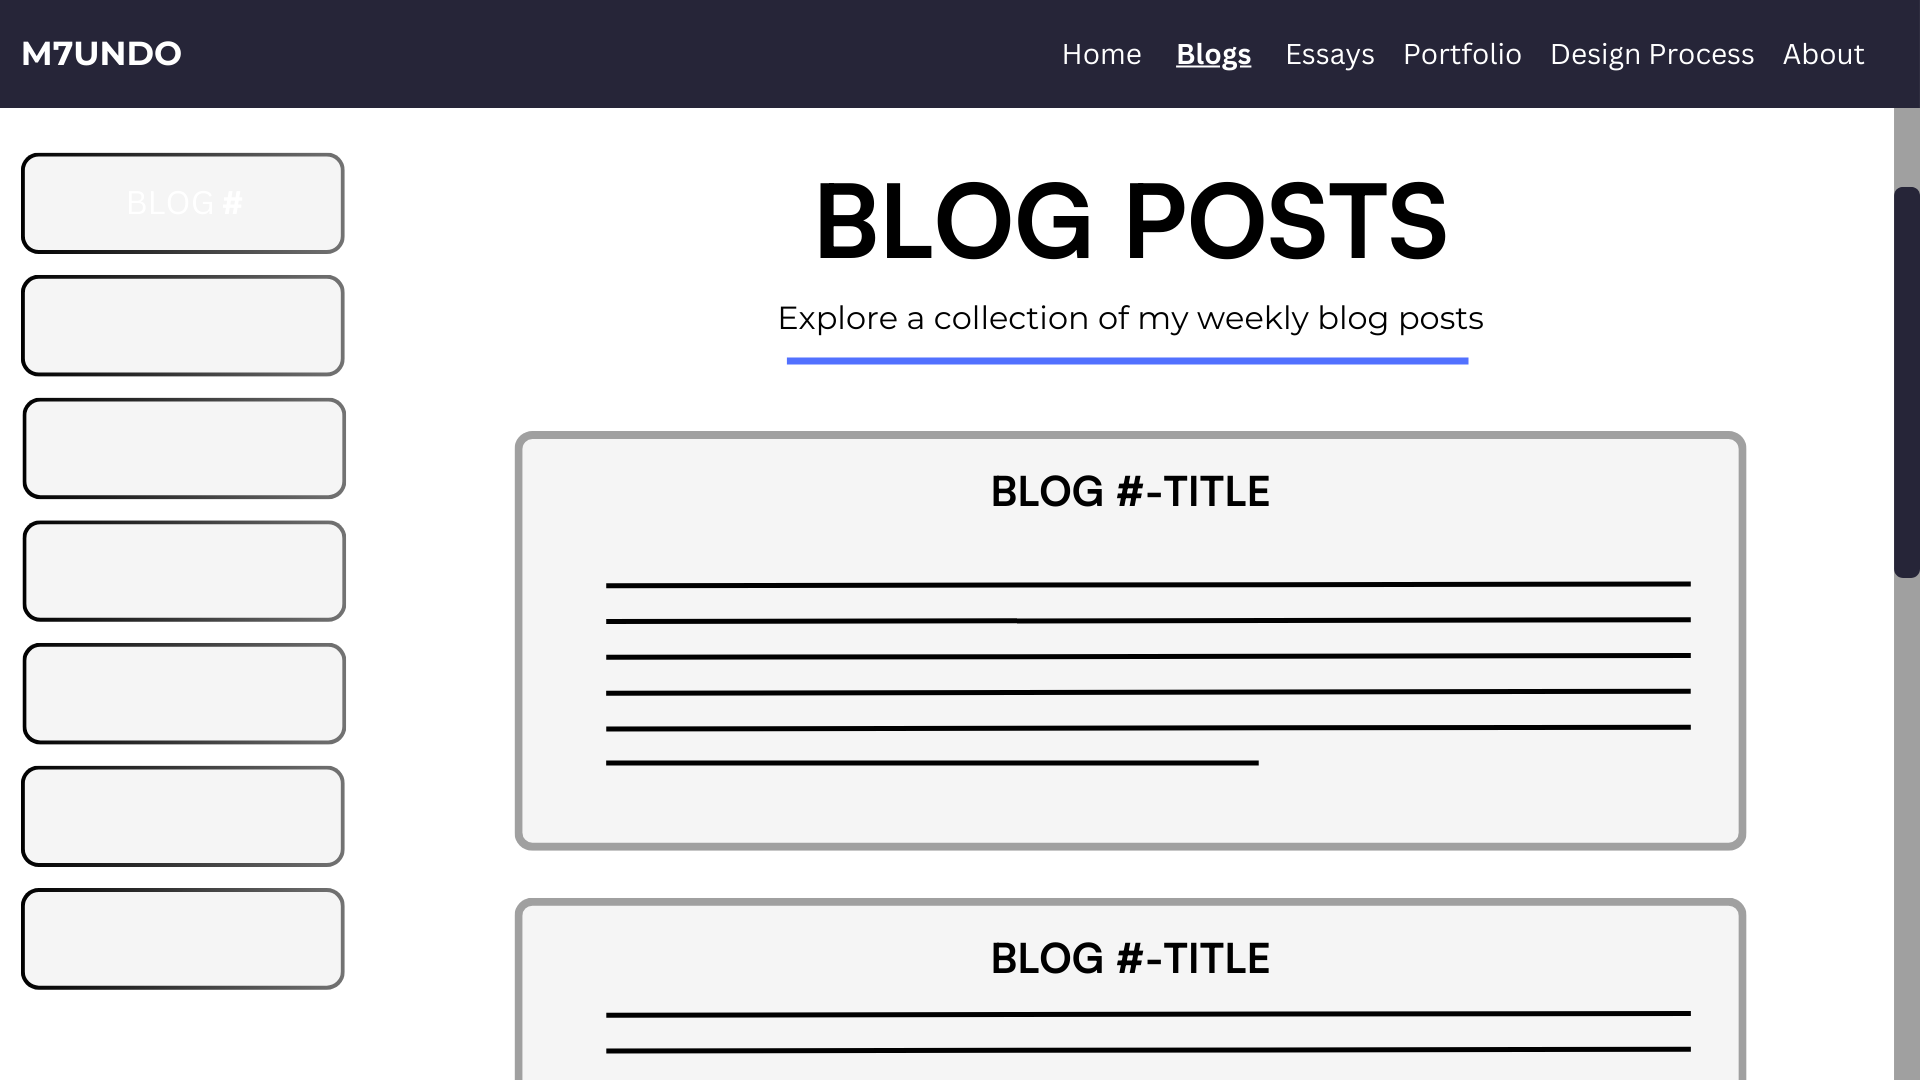 M7UNDO
Home Blogs Essays Portfolio Design Process About
BLOG #
BLOG POSTS
Explore a collection of my weekly blog posts
BLOG #-TITLE
BLOG #-TITLE